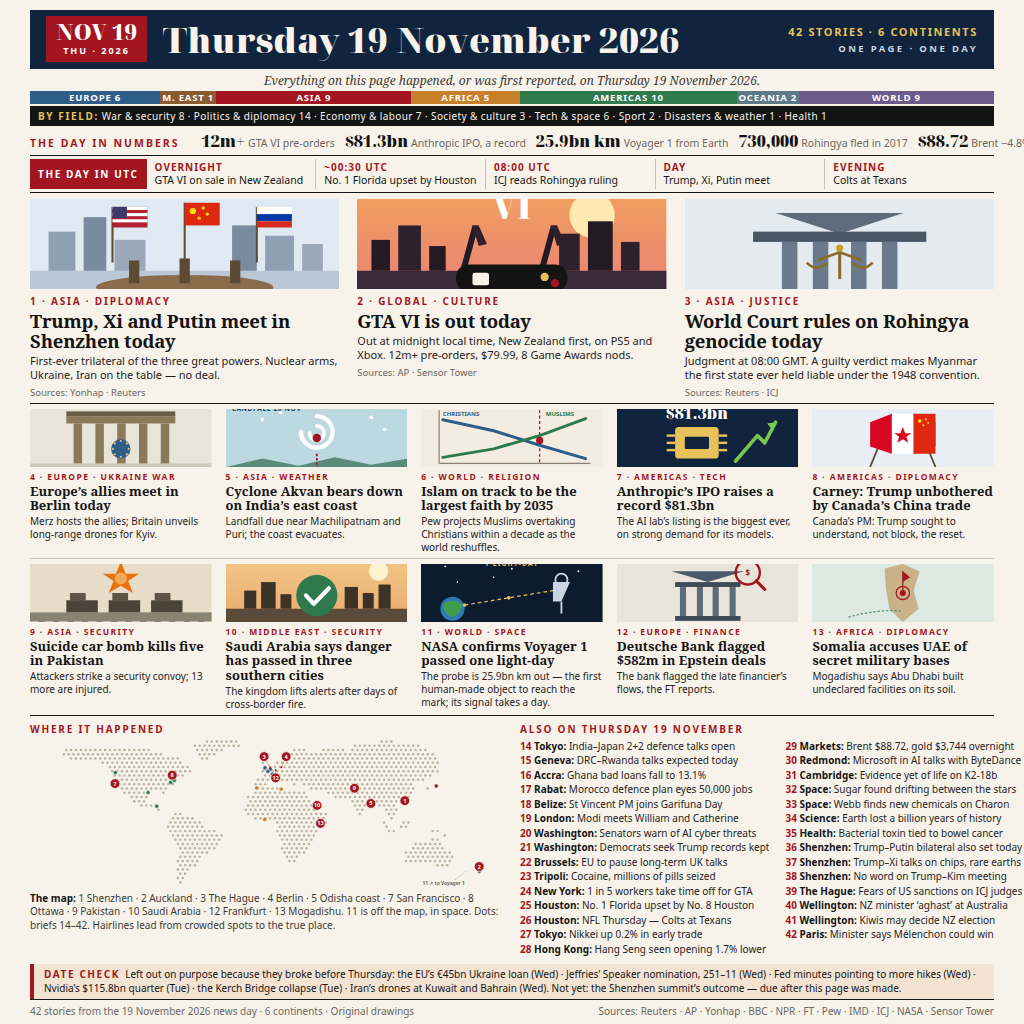 NOV 19
THU · 2026
Thursday 19 November 2026
42 STORIES · 6 CONTINENTS
ONE PAGE · ONE DAY
Everything on this page happened, or was first reported, on Thursday 19 November 2026.
EUROPE 6 M. EAST 1 ASIA 9 AFRICA 5 AMERICAS 10 OCEANIA 2 WORLD 9
BY FIELD: War & security 8 · Politics & diplomacy 14 · Economy & labour 7 · Society & culture 3 · Tech & space 6 · Sport 2 · Disasters & weather 1 · Health 1
THE DAY IN NUMBERS 12m+ GTA VI pre-orders $81.3bn Anthropic IPO, a record 25.9bn km Voyager 1 from Earth 730,000 Rohingya fled in 2017 $88.72 Brent −4.8%
THE DAY IN UTC
OVERNIGHT
GTA VI on sale in New Zealand
~00:30 UTC
No. 1 Florida upset by Houston
08:00 UTC
ICJ reads Rohingya ruling
DAY
Trump, Xi, Putin meet
EVENING
Colts at Texans
VI
1 · ASIA · DIPLOMACY
Trump, Xi and Putin meet in
Shenzhen today
First-ever trilateral of the three great powers. Nuclear arms,
Ukraine, Iran on the table — no deal.
Sources: Yonhap · Reuters
2 · GLOBAL · CULTURE
GTA VI is out today
Out at midnight local time, New Zealand first, on PS5 and
Xbox. 12m+ pre-orders, $79.99, 8 Game Awards nods.
Sources: AP · Sensor Tower
3 · ASIA · JUSTICE
World Court rules on Rohingya
genocide today
Judgment at 08:00 GMT. A guilty verdict makes Myanmar
the first state ever held liable under the 1948 convention.
Sources: Reuters · ICJ
4 · EUROPE · UKRAINE WAR
Europe's allies meet in
Berlin today
Merz hosts the allies; Britain unveils
long-range drones for Kyiv.
LANDFALL 20 NOV
5 · ASIA · WEATHER
Cyclone Akvan bears down
on India's east coast
Landfall due near Machilipatnam and
Puri; the coast evacuates.
CHRISTIANS MUSLIMS
6 · WORLD · RELIGION
Islam on track to be the
largest faith by 2035
Pew projects Muslims overtaking
Christians within a decade as the
world reshuffles.
$81.3bn
7 · AMERICAS · TECH
Anthropic's IPO raises a
record $81.3bn
The AI lab's listing is the biggest ever,
on strong demand for its models.
8 · AMERICAS · DIPLOMACY
Carney: Trump unbothered
by Canada's China trade
Canada's PM: Trump sought to
understand, not block, the reset.
9 · ASIA · SECURITY
Suicide car bomb kills five
in Pakistan
Attackers strike a security convoy; 13
more are injured.
10 · MIDDLE EAST · SECURITY
Saudi Arabia says danger
has passed in three
southern cities
The kingdom lifts alerts after days of
cross-border fire.
1 LIGHT-DAY
11 · WORLD · SPACE
NASA confirms Voyager 1
passed one light-day
The probe is 25.9bn km out — the first
human-made object to reach the
mark; its signal takes a day.
$
12 · EUROPE · FINANCE
Deutsche Bank flagged
$582m in Epstein deals
The bank flagged the late financier's
flows, the FT reports.
13 · AFRICA · DIPLOMACY
Somalia accuses UAE of
secret military bases
Mogadishu says Abu Dhabi built
undeclared facilities on its soil.
WHERE IT HAPPENED
3 4
8 12
7 9
10 5 1
13
2
11 ↗ to Voyager 1
The map: 1 Shenzhen · 2 Auckland · 3 The Hague · 4 Berlin · 5 Odisha coast · 7 San Francisco · 8
Ottawa · 9 Pakistan · 10 Saudi Arabia · 12 Frankfurt · 13 Mogadishu. 11 is off the map, in space. Dots:
briefs 14–42. Hairlines lead from crowded spots to the true place.
ALSO ON THURSDAY 19 NOVEMBER
14 Tokyo: India–Japan 2+2 defence talks open
15 Geneva: DRC–Rwanda talks expected today
16 Accra: Ghana bad loans fall to 13.1%
17 Rabat: Morocco defence plan eyes 50,000 jobs
18 Belize: St Vincent PM joins Garifuna Day
19 London: Modi meets William and Catherine
20 Washington: Senators warn of AI cyber threats
21 Washington: Democrats seek Trump records kept
22 Brussels: EU to pause long-term UK talks
23 Tripoli: Cocaine, millions of pills seized
24 New York: 1 in 5 workers take time off for GTA
25 Houston: No. 1 Florida upset by No. 8 Houston
26 Houston: NFL Thursday — Colts at Texans
27 Tokyo: Nikkei up 0.2% in early trade
28 Hong Kong: Hang Seng seen opening 1.7% lower
29 Markets: Brent $88.72, gold $3,744 overnight
30 Redmond: Microsoft in AI talks with ByteDance
31 Cambridge: Evidence yet of life on K2-18b
32 Space: Sugar found drifting between the stars
33 Space: Webb finds new chemicals on Charon
34 Science: Earth lost a billion years of history
35 Health: Bacterial toxin tied to bowel cancer
36 Shenzhen: Trump–Putin bilateral also set today
37 Shenzhen: Trump–Xi talks on chips, rare earths
38 Shenzhen: No word on Trump–Kim meeting
39 The Hague: Fears of US sanctions on ICJ judges
40 Wellington: NZ minister 'aghast' at Australia
41 Wellington: Kiwis may decide NZ election
42 Paris: Minister says Mélenchon could win
DATE CHECK Left out on purpose because they broke before Thursday: the EU's €45bn Ukraine loan (Wed) · Jeffries' Speaker nomination, 251–11 (Wed) · Fed minutes pointing to more hikes (Wed) ·
Nvidia's $115.8bn quarter (Tue) · the Kerch Bridge collapse (Tue) · Iran's drones at Kuwait and Bahrain (Wed). Not yet: the Shenzhen summit's outcome — due after this page was made.
42 stories from the 19 November 2026 news day · 6 continents · Original drawings
Sources: Reuters · AP · Yonhap · BBC · NPR · FT · Pew · IMD · ICJ · NASA · Sensor Tower